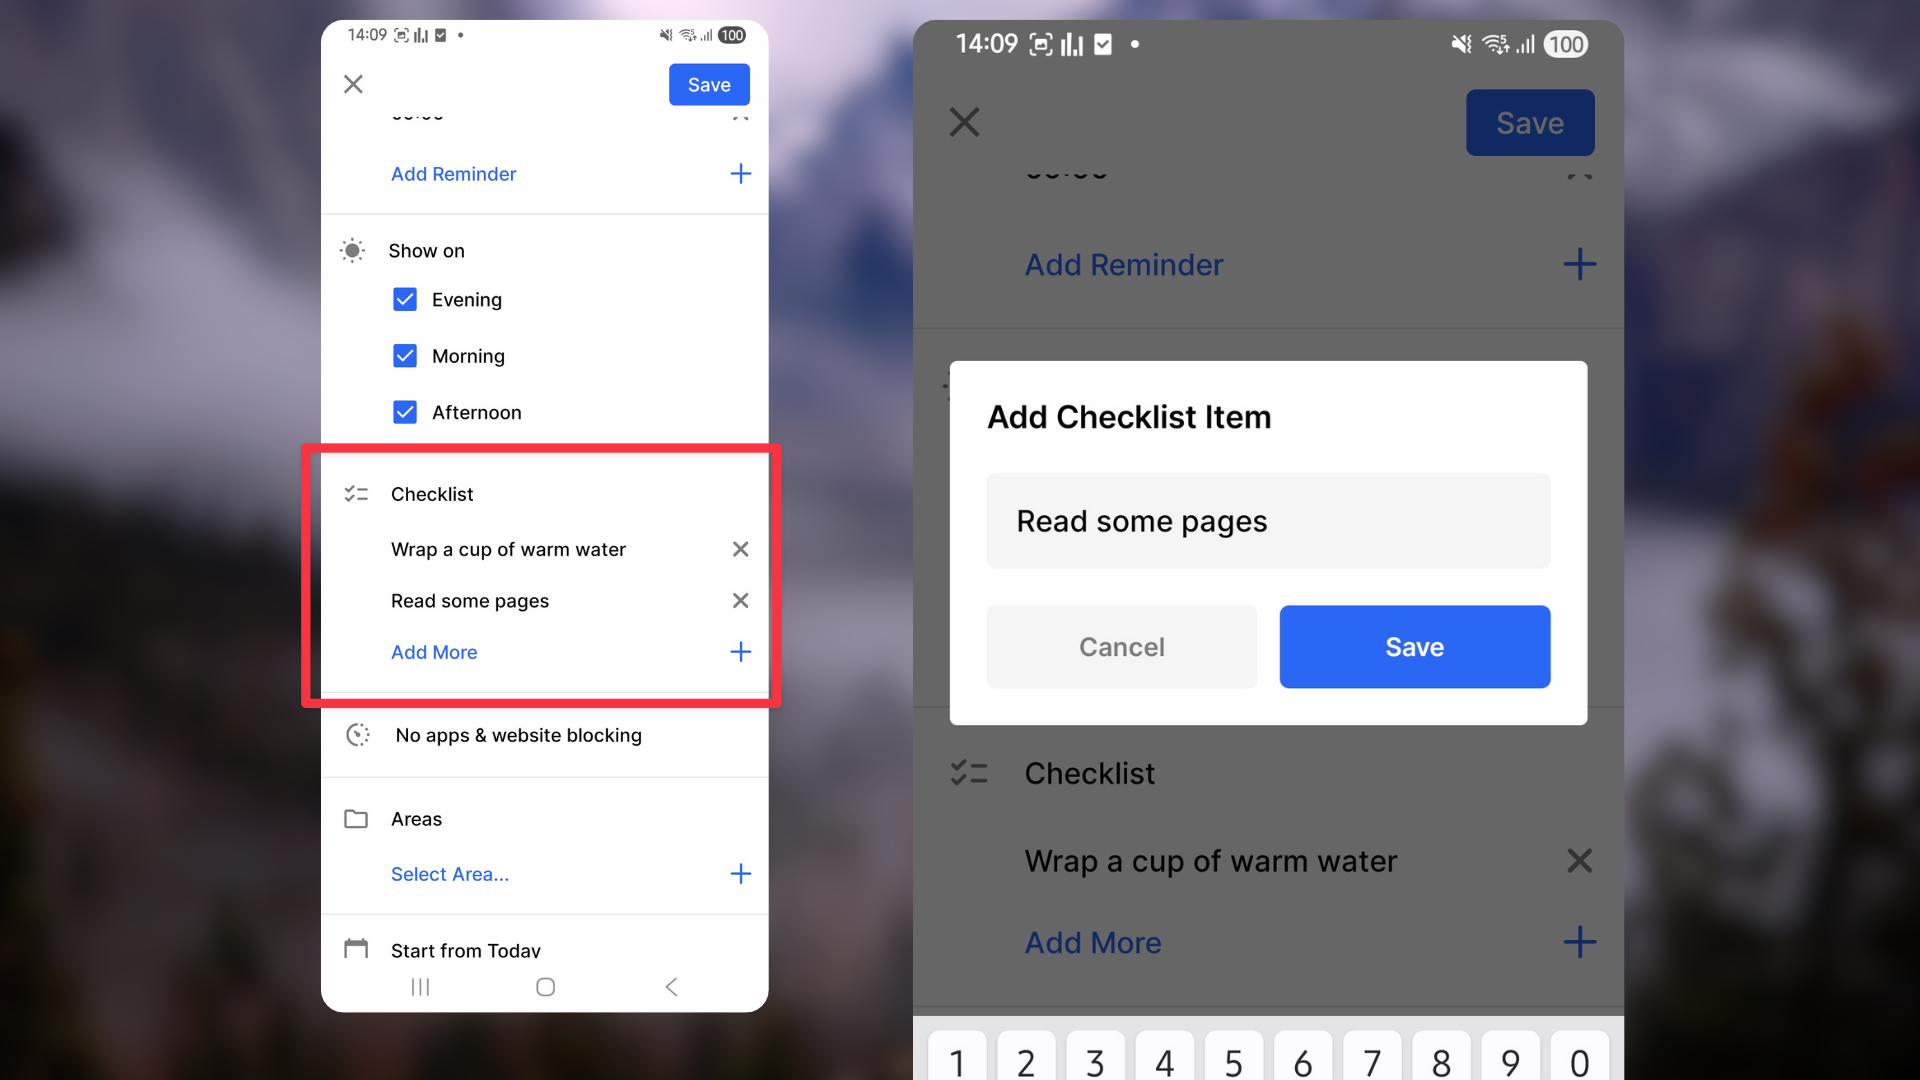 14:09
100
Save
Add Reminder
Show on
Evening
Morning
Afternoon
Checklist
Wrap a cup of warm water
Read some pages
Add More
No apps & website blocking
Areas
Select Area...
Start from Today
14:09
100
Save
Add Reminder
Add Checklist Item
Read some pages
Cancel
Save
Checklist
Wrap a cup of warm water
Add More
1 2 3 4 5 6 7 8 9 0